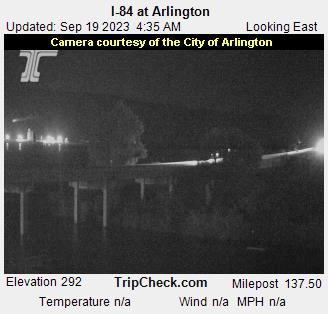 I-84 at Arlington
Updated: Sep 19 2023 4:35 AM Looking East
Camera courtesy of the City of Arlington
Elevation 292 TripCheck.com Milepost 137.50
Temperature n/a Wind n/a MPH n/a